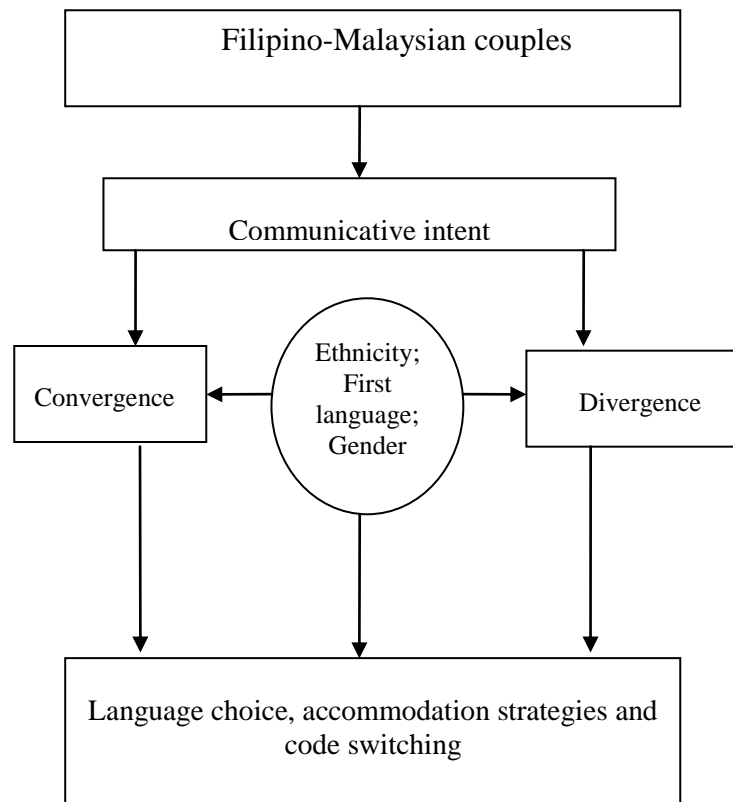 Filipino-Malaysian couples
Communicative intent
Convergence
Ethnicity;
First
language;
Gender
Divergence
Language choice, accommodation strategies and
code switching